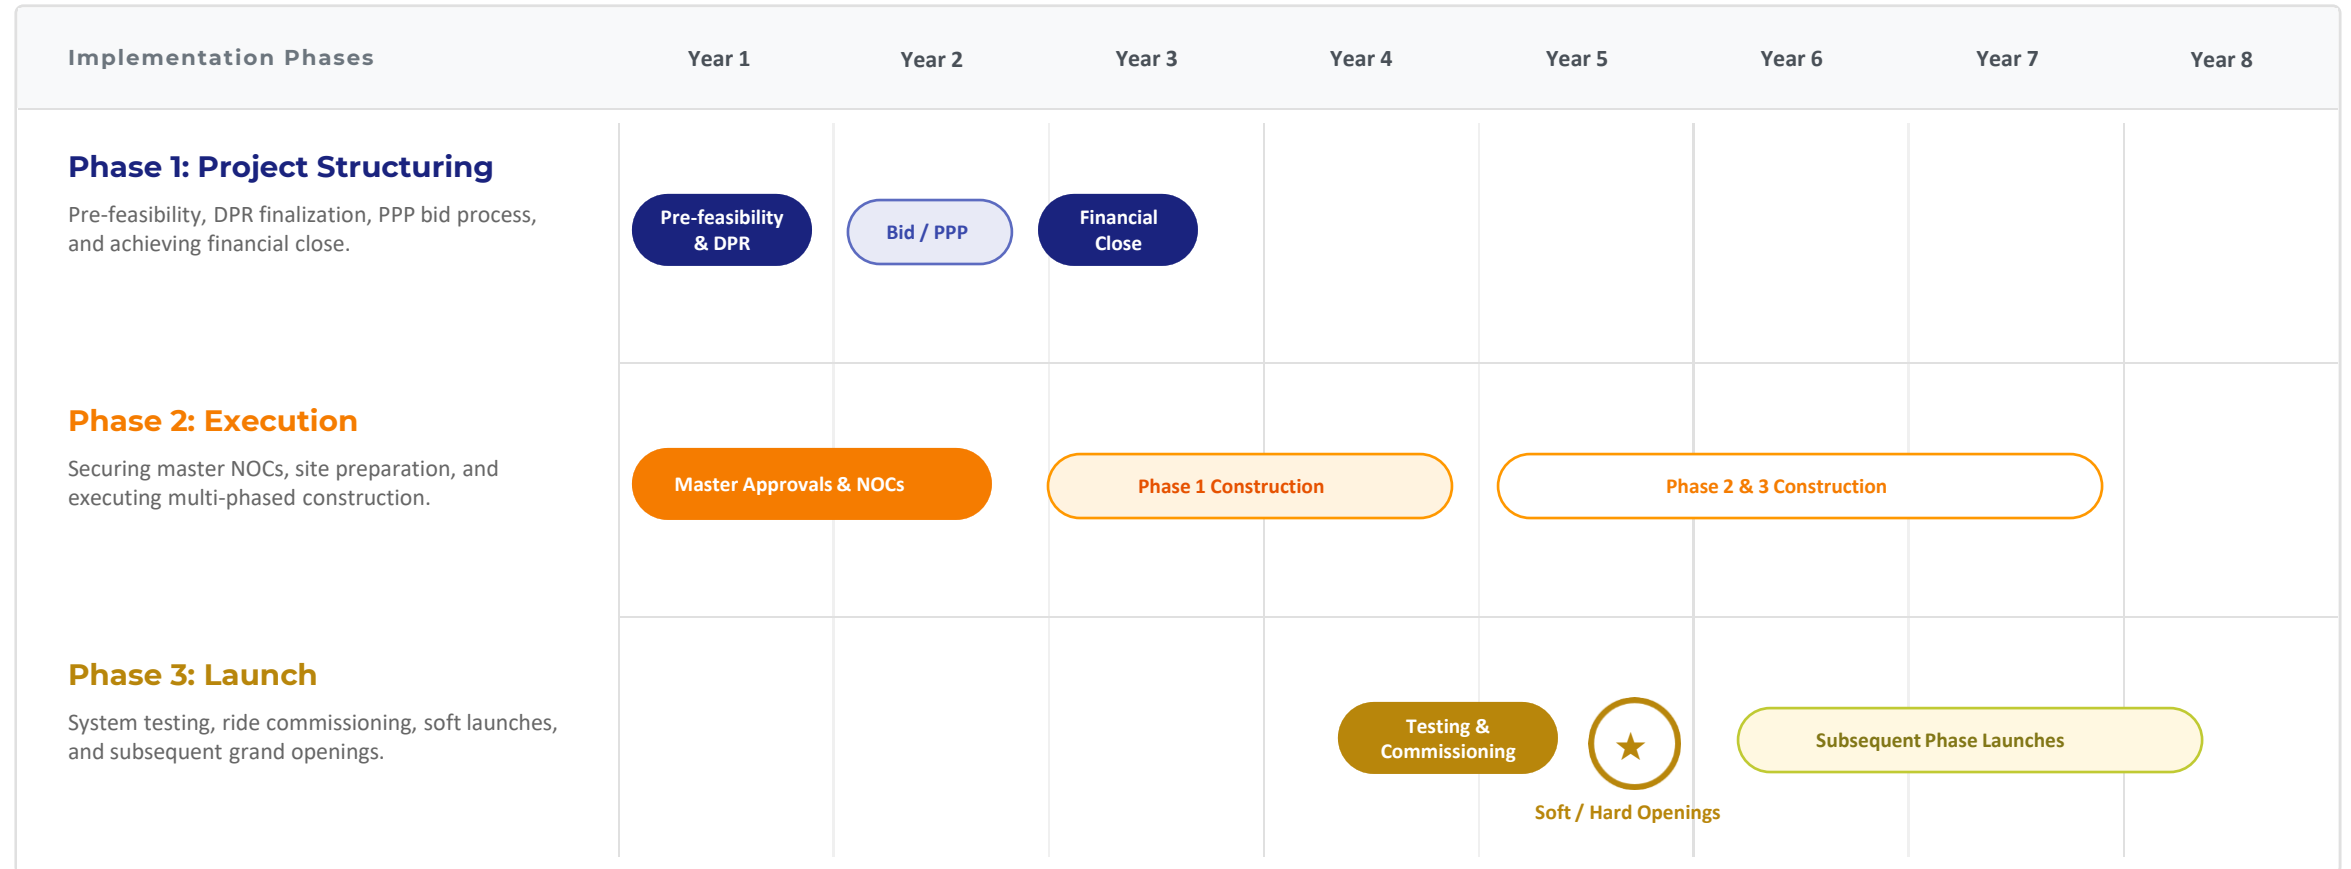 Implementation Phases
Year 1
Year 2
Year 3
Year 4
Year 5
Year 6
Year 7
Year 8
Phase 1: Project Structuring
Pre-feasibility, DPR finalization, PPP bid process,
and achieving financial close.
Pre-feasibility
& DPR
Bid / PPP
Financial
Close
Phase 2: Execution
Securing master NOCs, site preparation, and
executing multi-phased construction.
Master Approvals & NOCs
Phase 1 Construction
Phase 2 & 3 Construction
Phase 3: Launch
System testing, ride commissioning, soft launches,
and subsequent grand openings.
Testing &
Commissioning
Soft / Hard Openings
Subsequent Phase Launches